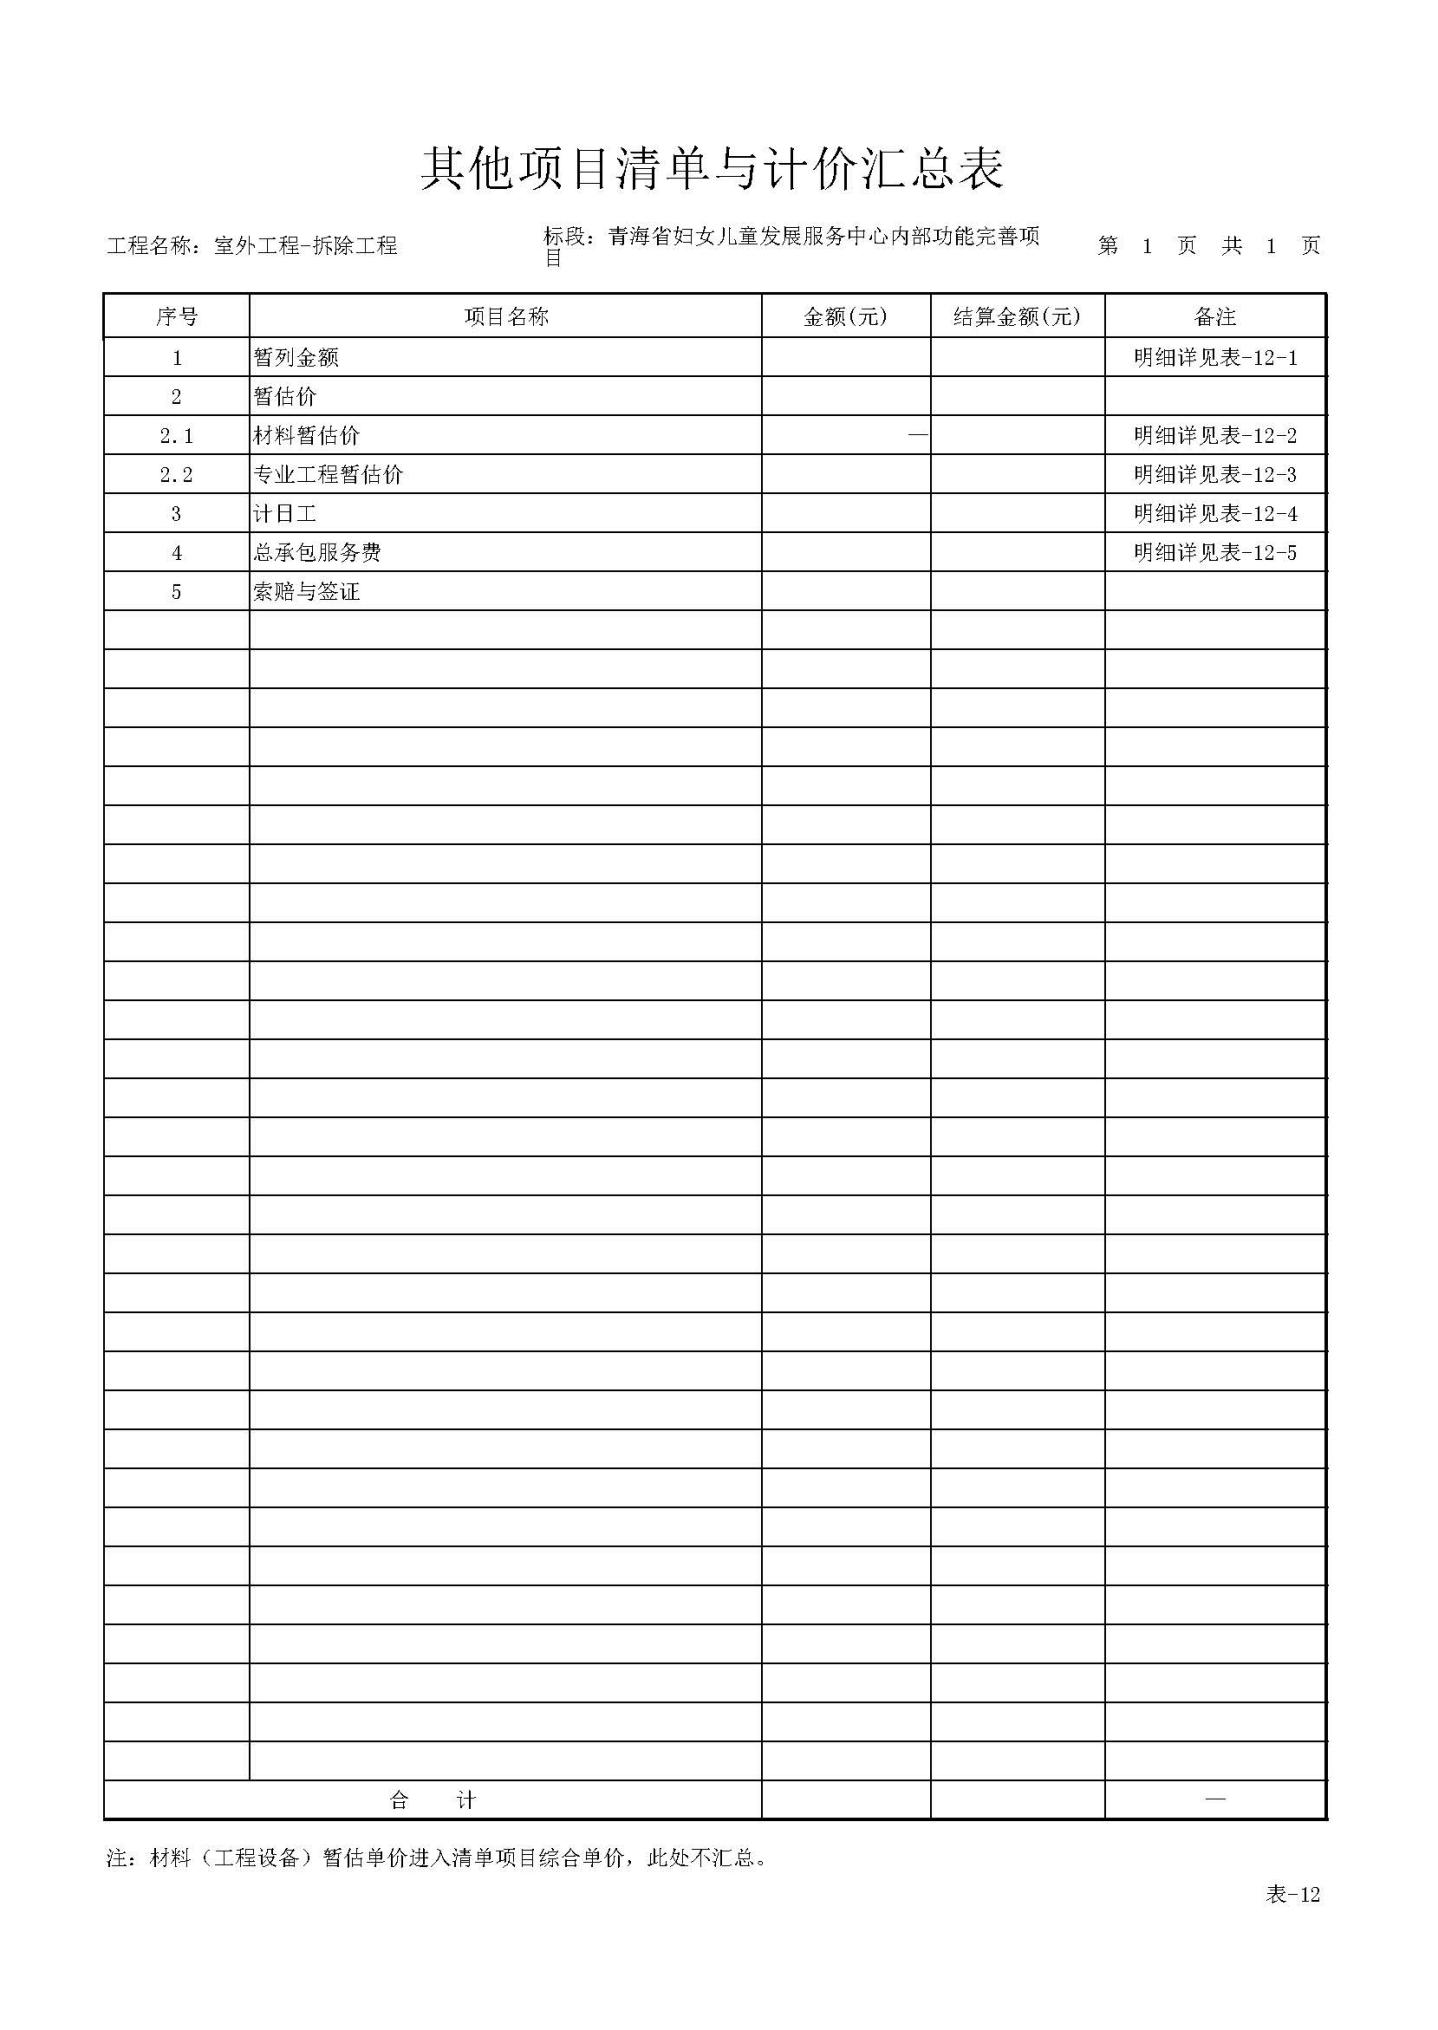 其他项目清单与计价汇总表
工程名称：室外工程-拆除工程
标段：青海省妇女儿童发展服务中心内部功能完善项
目
第 1 页 共 1 页
序号 项目名称 金额(元) 结算金额(元) 备注
1 暂列金额 明细详见表-12-1
2 暂估价
2.1 材料暂估价 — 明细详见表-12-2
2.2 专业工程暂估价 明细详见表-12-3
3 计日工 明细详见表-12-4
4 总承包服务费 明细详见表-12-5
5 索赔与签证
合 计 —
注：材料（工程设备）暂估单价进入清单项目综合单价，此处不汇总。
表-12